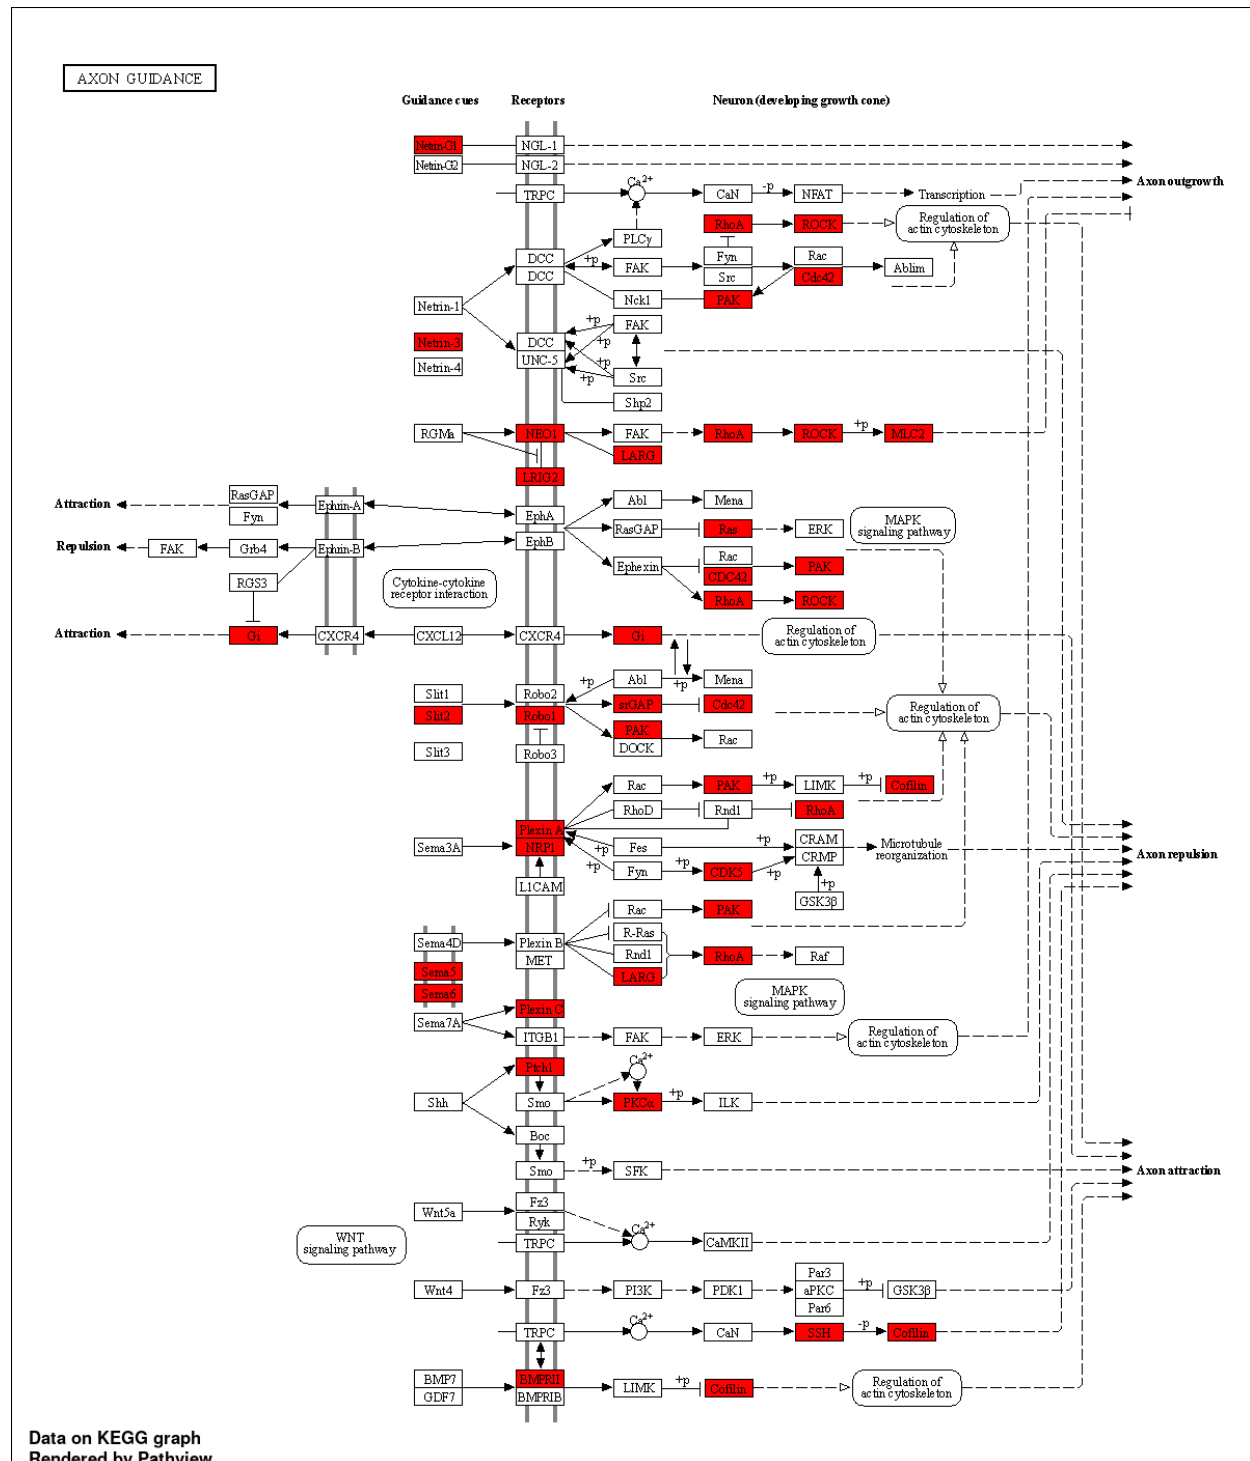 AXON GUIDANCE
Guidance cues Receptors Neuron (developing growth cone)
Netrin-G1 NGL-1
Netrin-G2 NGL-2
Axon outgrowth
TRPC Ca2+ CaN -p NFAT Transcription
RhoA ROCK Regulation of
actin cytoskeleton
PLCγ
DCC +p FAK Fyn Rac
DCC Src Cdc42 Ablim
Netrin-1 Nck1 PAK
+p FAK
Netrin-3 DCC +p
UNC-5
Netrin-4 +p Src
Shp2
RGMa NEO1 FAK RhoA ROCK +p MLC2
LARG
LRIG2
Attraction RasGAP Ephrin-A EphA Abl Mena
Fyn
RasGAP Ras ERK MAPK
signaling pathway
Repulsion FAK Grb4 Ephrin-B EphB
Rac
Ephexin CDC42 PAK
RGS3 Cytokine-cytokine
receptor interaction
RhoA ROCK
Attraction Gi CXCR4 CXCL12 CXCR4 Gi Regulation of
actin cytoskeleton
+p Abl +p Mena
Slit1 Robo2
Slit2 Robo1 srGAP Cdc42 Regulation of
actin cytoskeleton
PAK
DOCK Rac
Slit3 Robo3
Rac PAK +p LIMK +p Cofilin
RhoD Rnd1 RhoA
Plexin A
Sema3A NRP1 +p Fes +p CRAM Microtubule
reorganization
CRMP
Axon repulsion
+p Fyn +p CDK5 +p +p
L1CAM GSK3β
Rac PAK
R-Ras
Sema4D Plexin B Rnd1 RhoA Raf
MET
Sema5 LARG
Sema6 MAPK
signaling pathway
Plexin C
Sema7A ITGB1 FAK ERK Regulation of
actin cytoskeleton
Ptch1 Ca2+
Shh Smo PKCα +p ILK
Boc
Smo +p SFK Axon attraction
Fz3
Wnt5a Ryk Ca2+
WNT
signaling pathway
TRPC CaMKII
Par3
Wnt4 Fz3 PI3K PDK1 aPKC +p GSK3β
Par6
TRPC Ca2+ CaN SSH -p Cofilin
BMP7 BMPRII LIMK +p Cofilin Regulation of
actin cytoskeleton
GDF7 BMPRIB
Data on KEGG graph
Rendered by Pathview